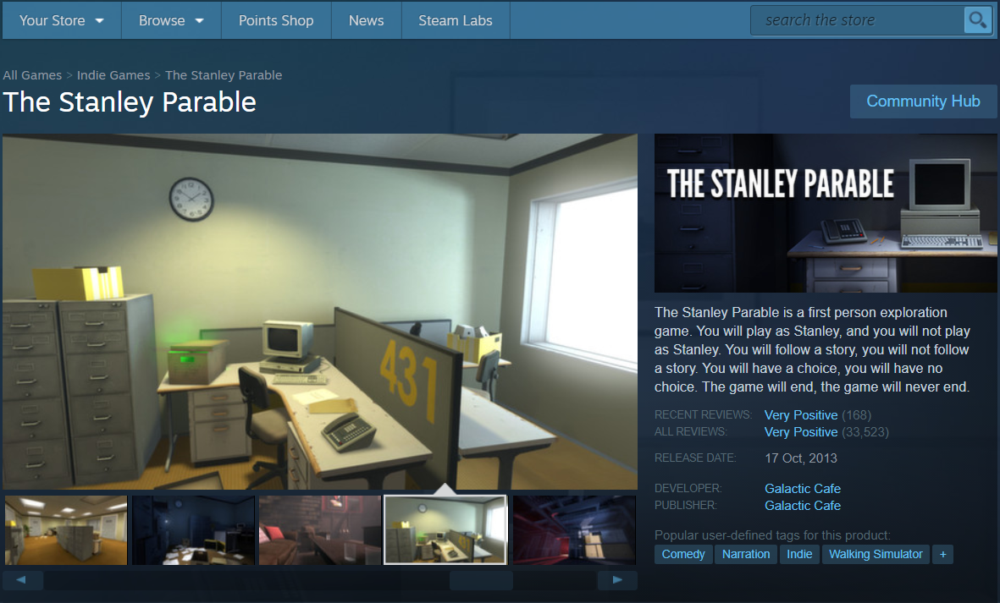 Your Store
Browse
Points Shop
News
Steam Labs
search the store
All Games > Indie Games > The Stanley Parable
The Stanley Parable
Community Hub
431
THE STANLEY PARABLE
The Stanley Parable is a first person exploration
game. You will play as Stanley, and you will not play
as Stanley. You will follow a story, you will not follow
a story. You will have a choice, you will have no
choice. The game will end, the game will never end.
RECENT REVIEWS: Very Positive (168)
ALL REVIEWS: Very Positive (33,523)
RELEASE DATE: 17 Oct, 2013
DEVELOPER: Galactic Cafe
PUBLISHER: Galactic Cafe
Popular user-defined tags for this product:
Comedy Narration Indie Walking Simulator +